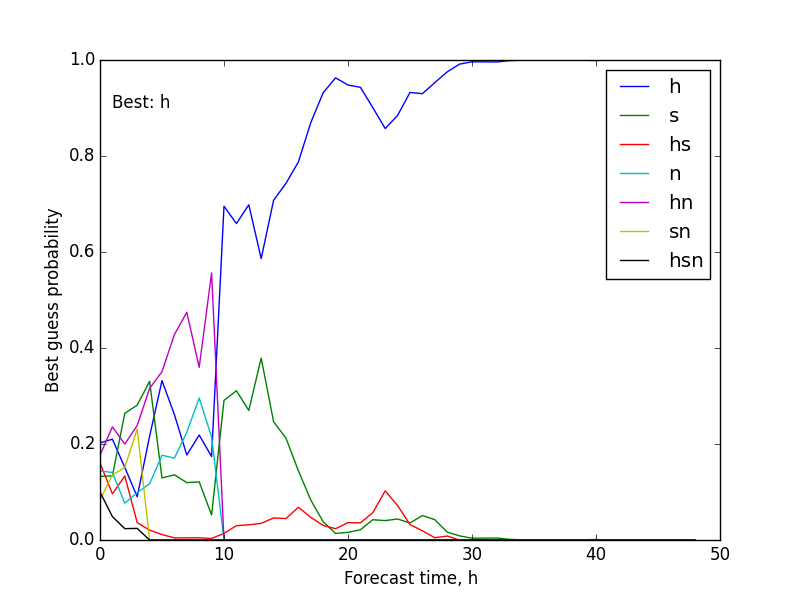 1.0
Best: h
h
s
hs
n
hn
sn
hsn
0.8
0.6
0.4
0.2
0.0
Best guess probability
0 10 20 30 40 50
Forecast time, h